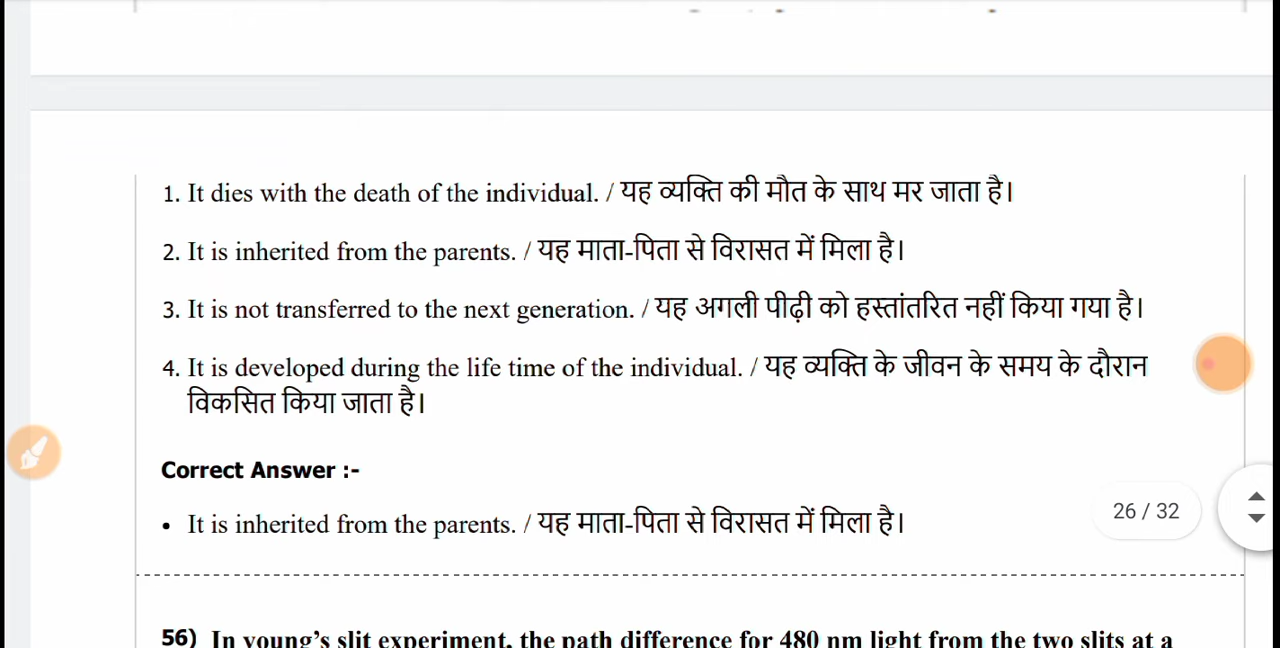 1. It dies with the death of the individual. / यह व्यक्ति की मौत के साथ मर जाता है।
2. It is inherited from the parents. / यह माता-पिता से विरासत में मिला है।
3. It is not transferred to the next generation. / यह अगली पीढ़ी को हस्तांतरित नहीं किया गया है।
4. It is developed during the life time of the individual. / यह व्यक्ति के जीवन के समय के दौरान
विकसित किया जाता है।
Correct Answer :-
• It is inherited from the parents. / यह माता-पिता से विरासत में मिला है।
26 / 32
56) In young’s slit experiment, the path difference for 480 nm light from the two slits at a